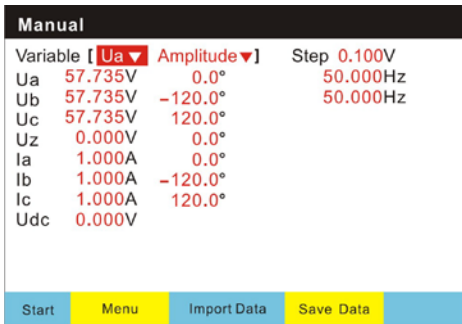 Manual
Variable [ Ua ▼ Amplitude▼] Step 0.100V
Ua 57.735V 0.0° 50.000Hz
Ub 57.735V −120.0° 50.000Hz
Uc 57.735V 120.0°
Uz 0.000V 0.0°
Ia 1.000A 0.0°
Ib 1.000A −120.0°
Ic 1.000A 120.0°
Udc 0.000V
Start Menu Import Data Save Data